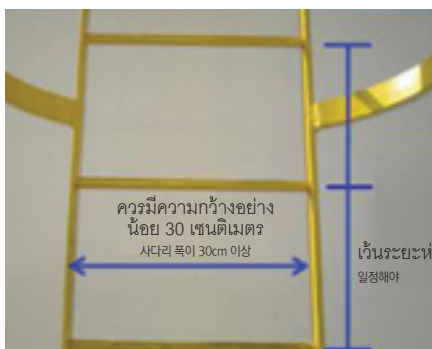 ควรมีความกว้างอย่าง
น้อย 30 เซนติเมตร
사다리 폭이 30cm 이상
เว้นระยะห่
일정해야